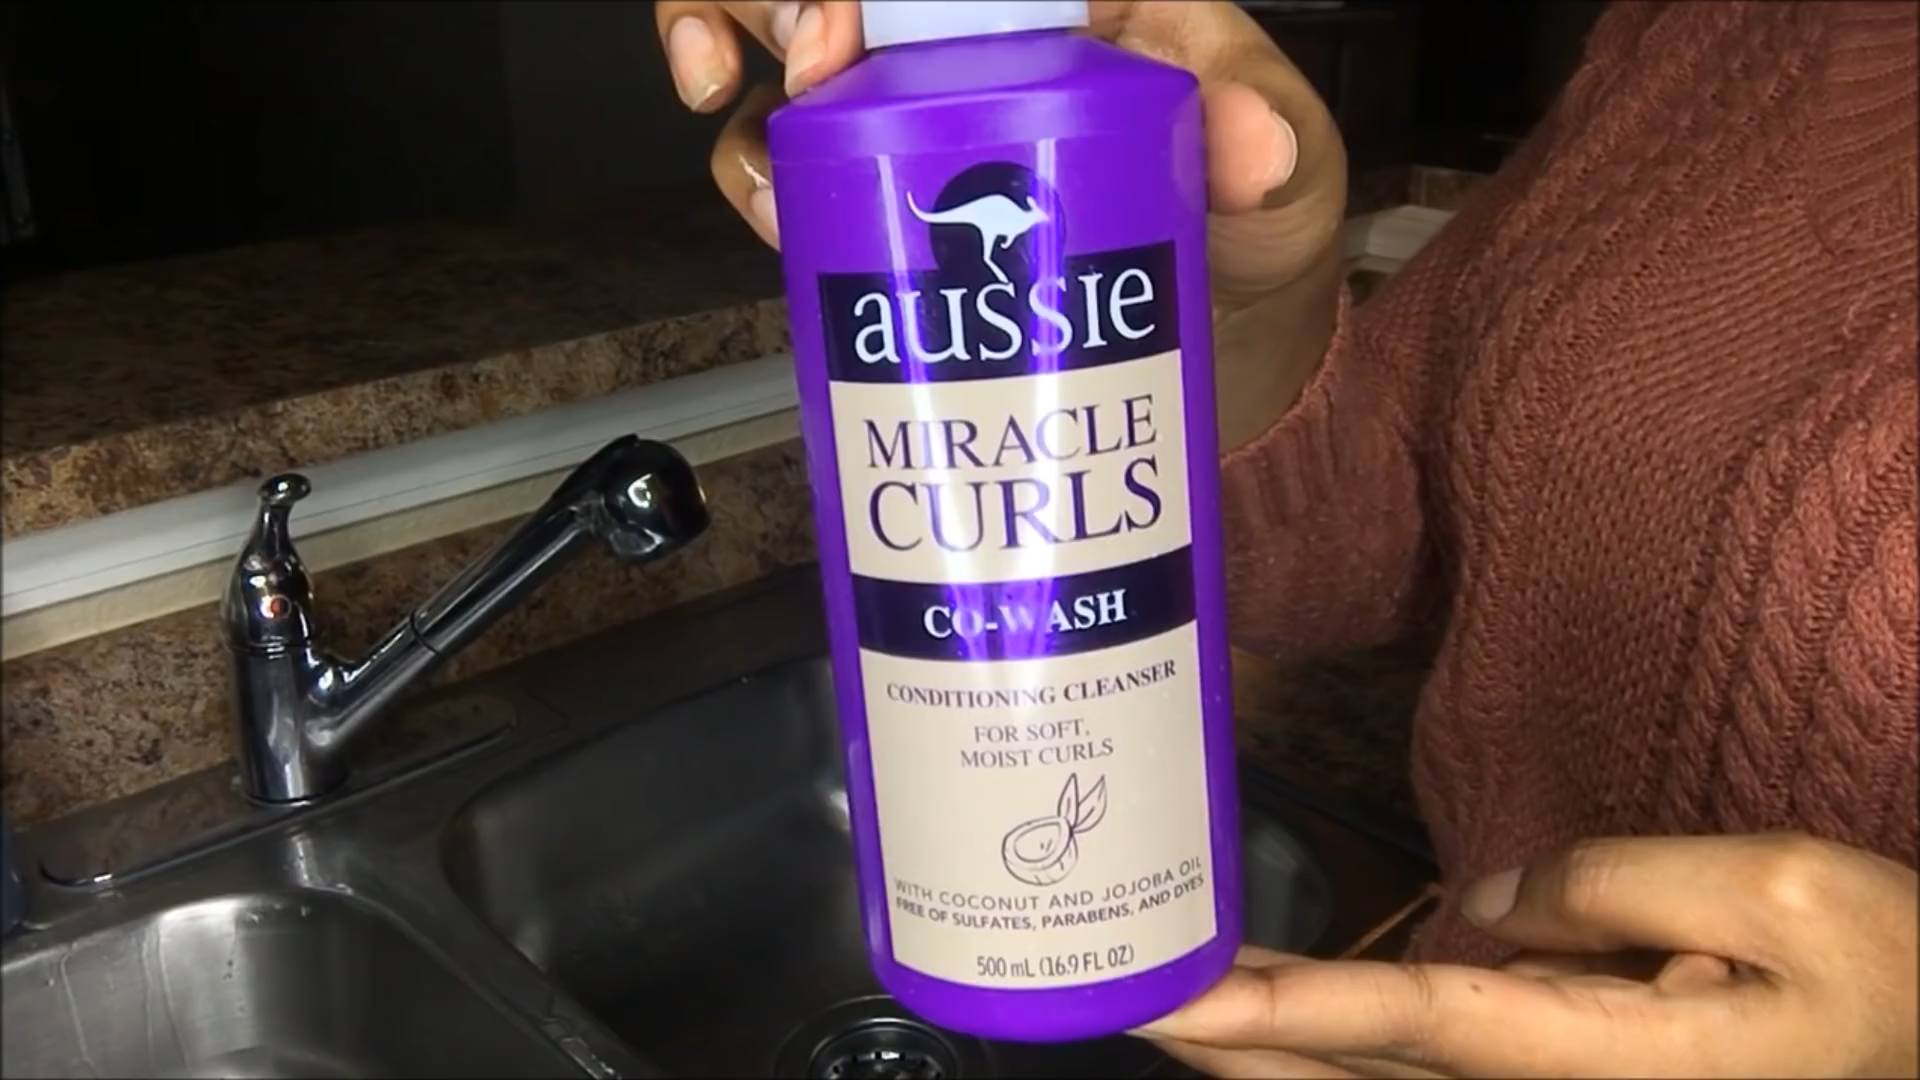 aussie
MIRACLE
CURLS
CO-WASH
CONDITIONING CLEANSER
FOR SOFT,
MOIST CURLS
WITH COCONUT AND JOJOBA OIL
FREE OF SULFATES, PARABENS, AND DYES
500 mL (16.9 FL OZ)